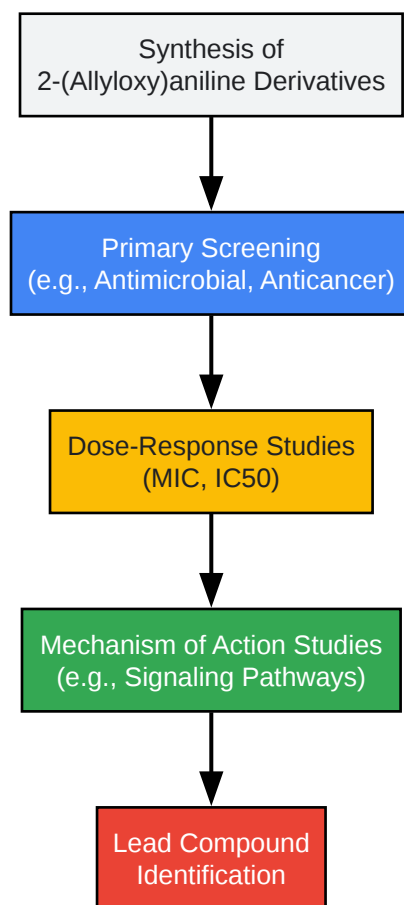 Synthesis of
2-(Allyloxy)aniline Derivatives
Primary Screening
(e.g., Antimicrobial, Anticancer)
Dose-Response Studies
(MIC, IC50)
Mechanism of Action Studies
(e.g., Signaling Pathways)
Lead Compound
Identification